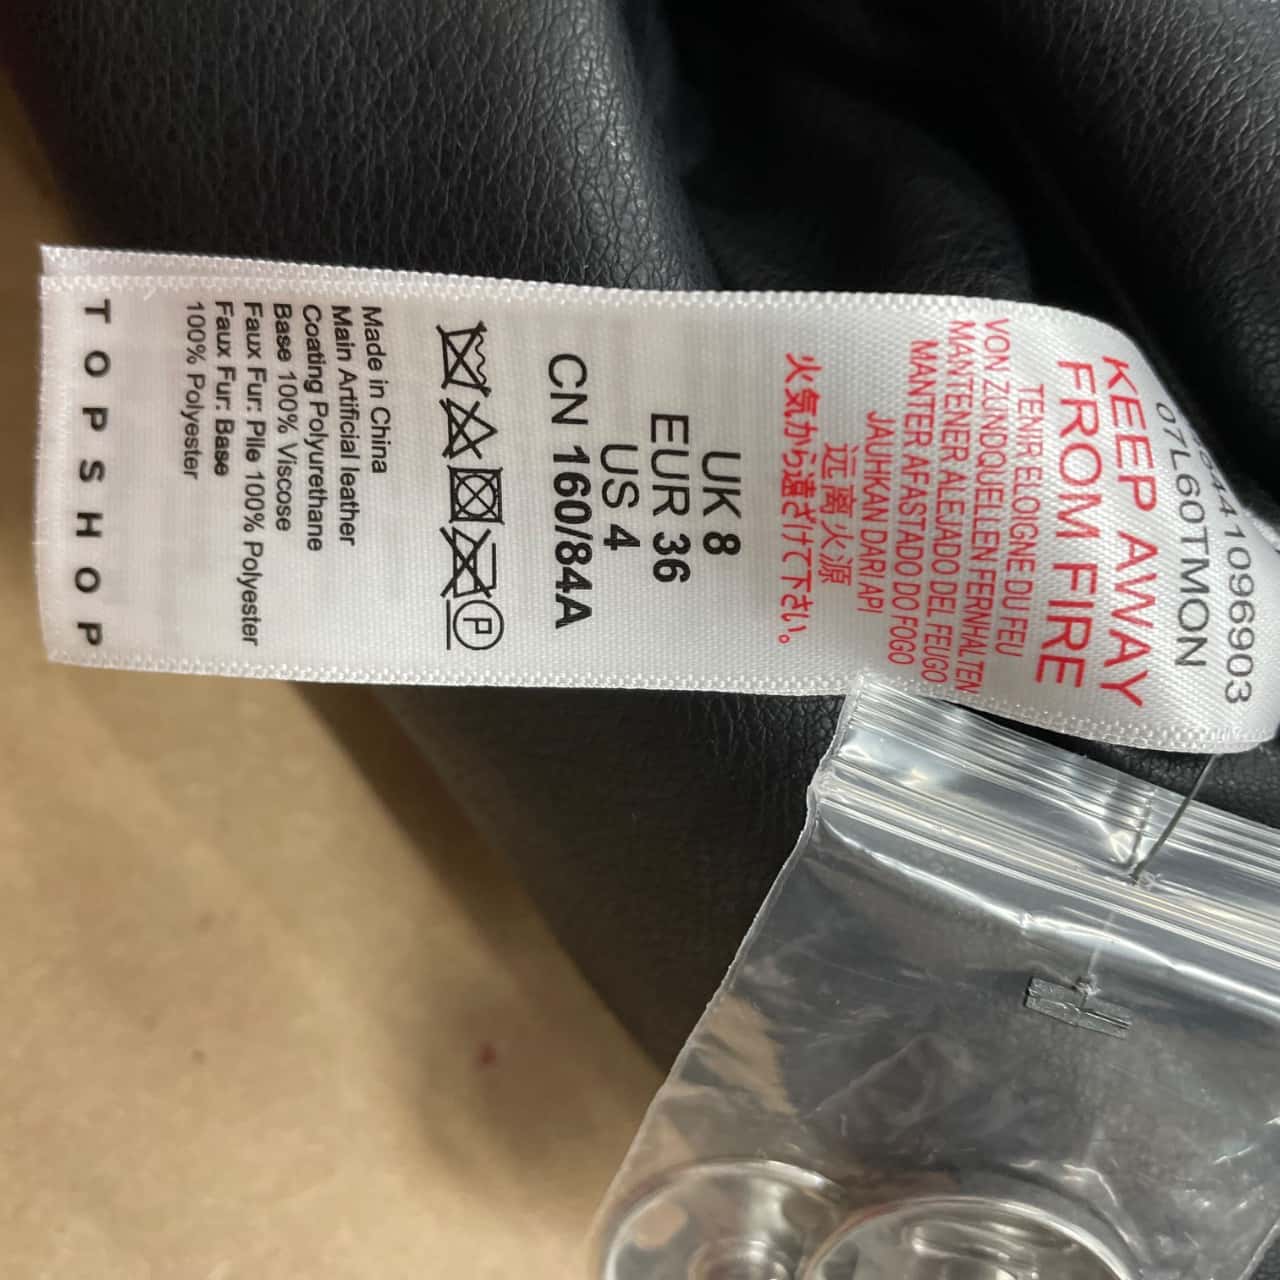 07L60TMON
KEEP AWAY
FROM FIRE
TENIR ELOIGNE DU FEU
VON ZÜNDQUELLEN FERNHALTEN
MANTENER ALEJADO DEL FEUGO
MANTER AFASTADO DO FOGO
JAUHKAN DARI API
远离火源
火気から遠ざけて下さい。
UK 8
EUR 36
US 4
CN 160/84A
P
Made in China
Main Artificial leather
Coating Polyurethane
Base 100% Viscose
Faux Fur: Pile 100% Polyester
Faux Fur: Base
100% Polyester
TOPSHOP